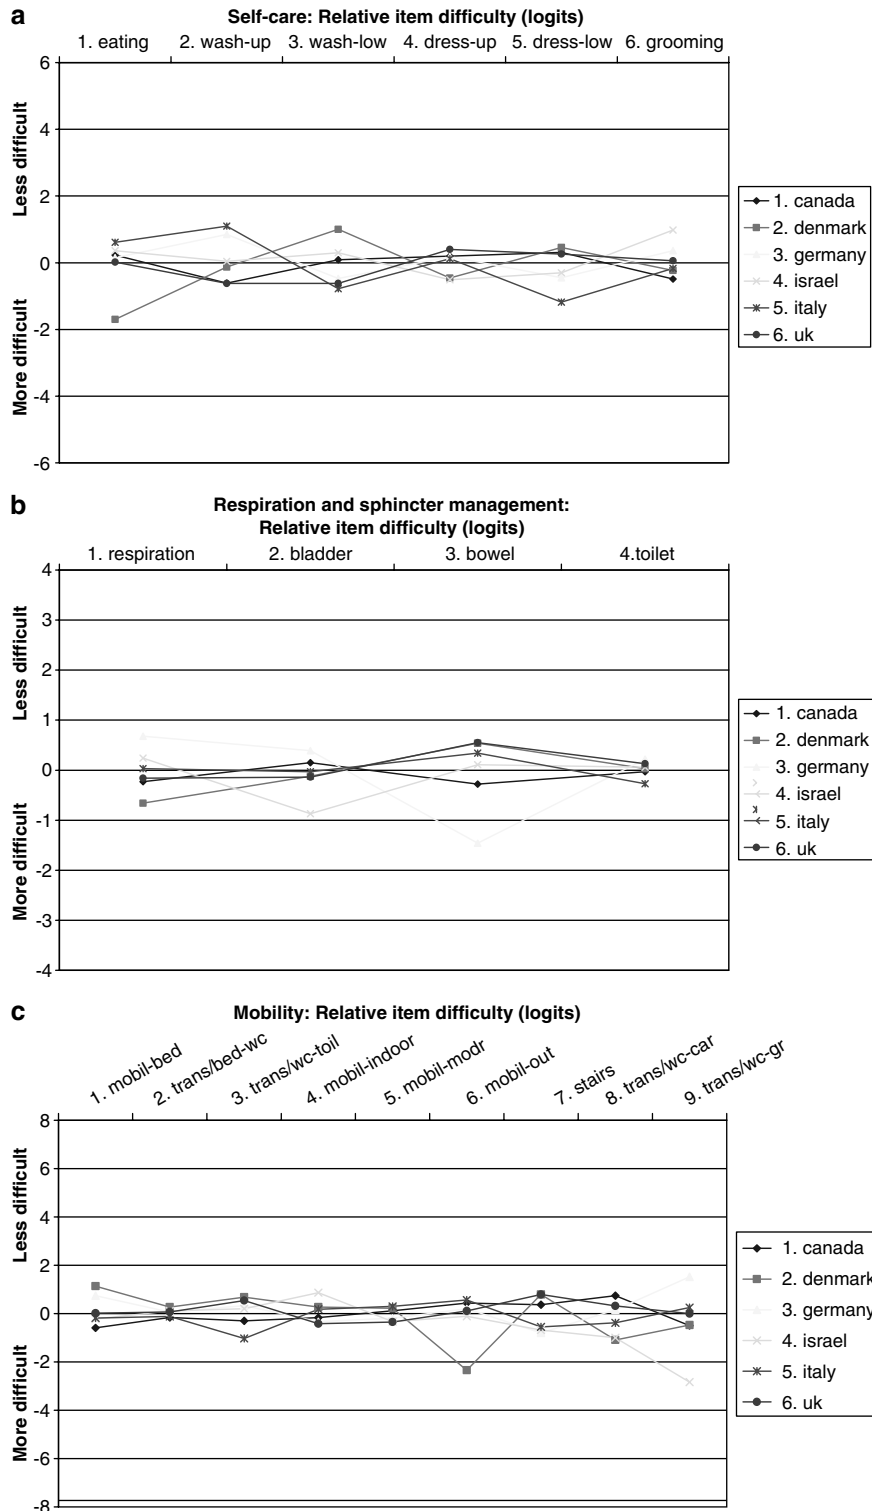 a
Self-care: Relative item difficulty (logits)
1. eating 2. wash-up 3. wash-low 4. dress-up 5. dress-low 6. grooming
6
4
2
0
-2
-4
-6
Less difficult
More difficult
1. canada
2. denmark
3. germany
4. israel
5. italy
6. uk
b
Respiration and sphincter management:
Relative item difficulty (logits)
1. respiration 2. bladder 3. bowel 4.toilet
4
3
2
1
0
-1
-2
-3
-4
Less difficult
More difficult
1. canada
2. denmark
3. germany
4. israel
5. italy
6. uk
c
Mobility: Relative item difficulty (logits)
1. mobil-bed
2. trans/bed-wc
3. trans/wc-toil
4. mobil-indoor
5. mobil-modr
6. mobil-out
7. stairs
8. trans/wc-car
9. trans/wc-gr
8
6
4
2
0
-2
-4
-6
-8
Less difficult
More difficult
1. canada
2. denmark
3. germany
4. israel
5. italy
6. uk